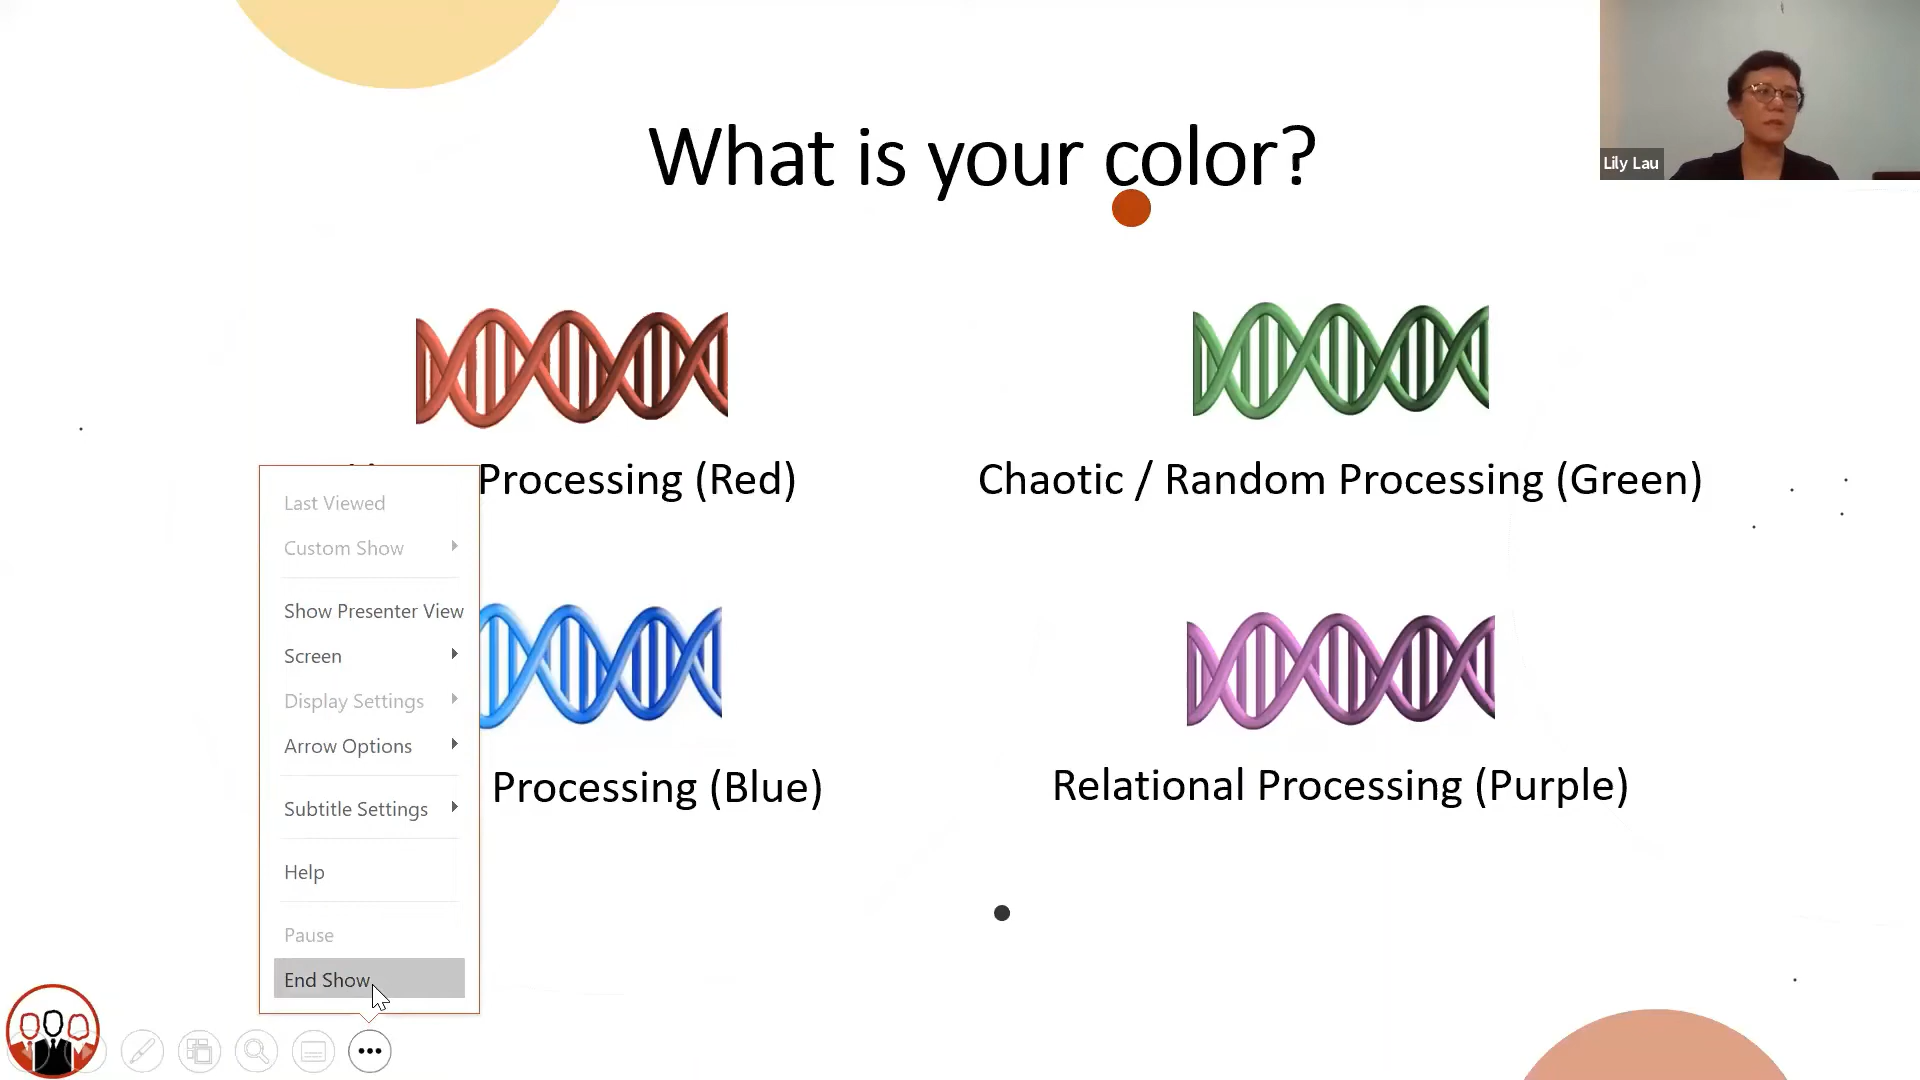 What is your color?
Lily Lau
Processing (Red)
Chaotic / Random Processing (Green)
Last Viewed
Custom Show
Show Presenter View
Screen
Display Settings
Arrow Options
Subtitle Settings
Help
Pause
End Show
Processing (Blue)
Relational Processing (Purple)